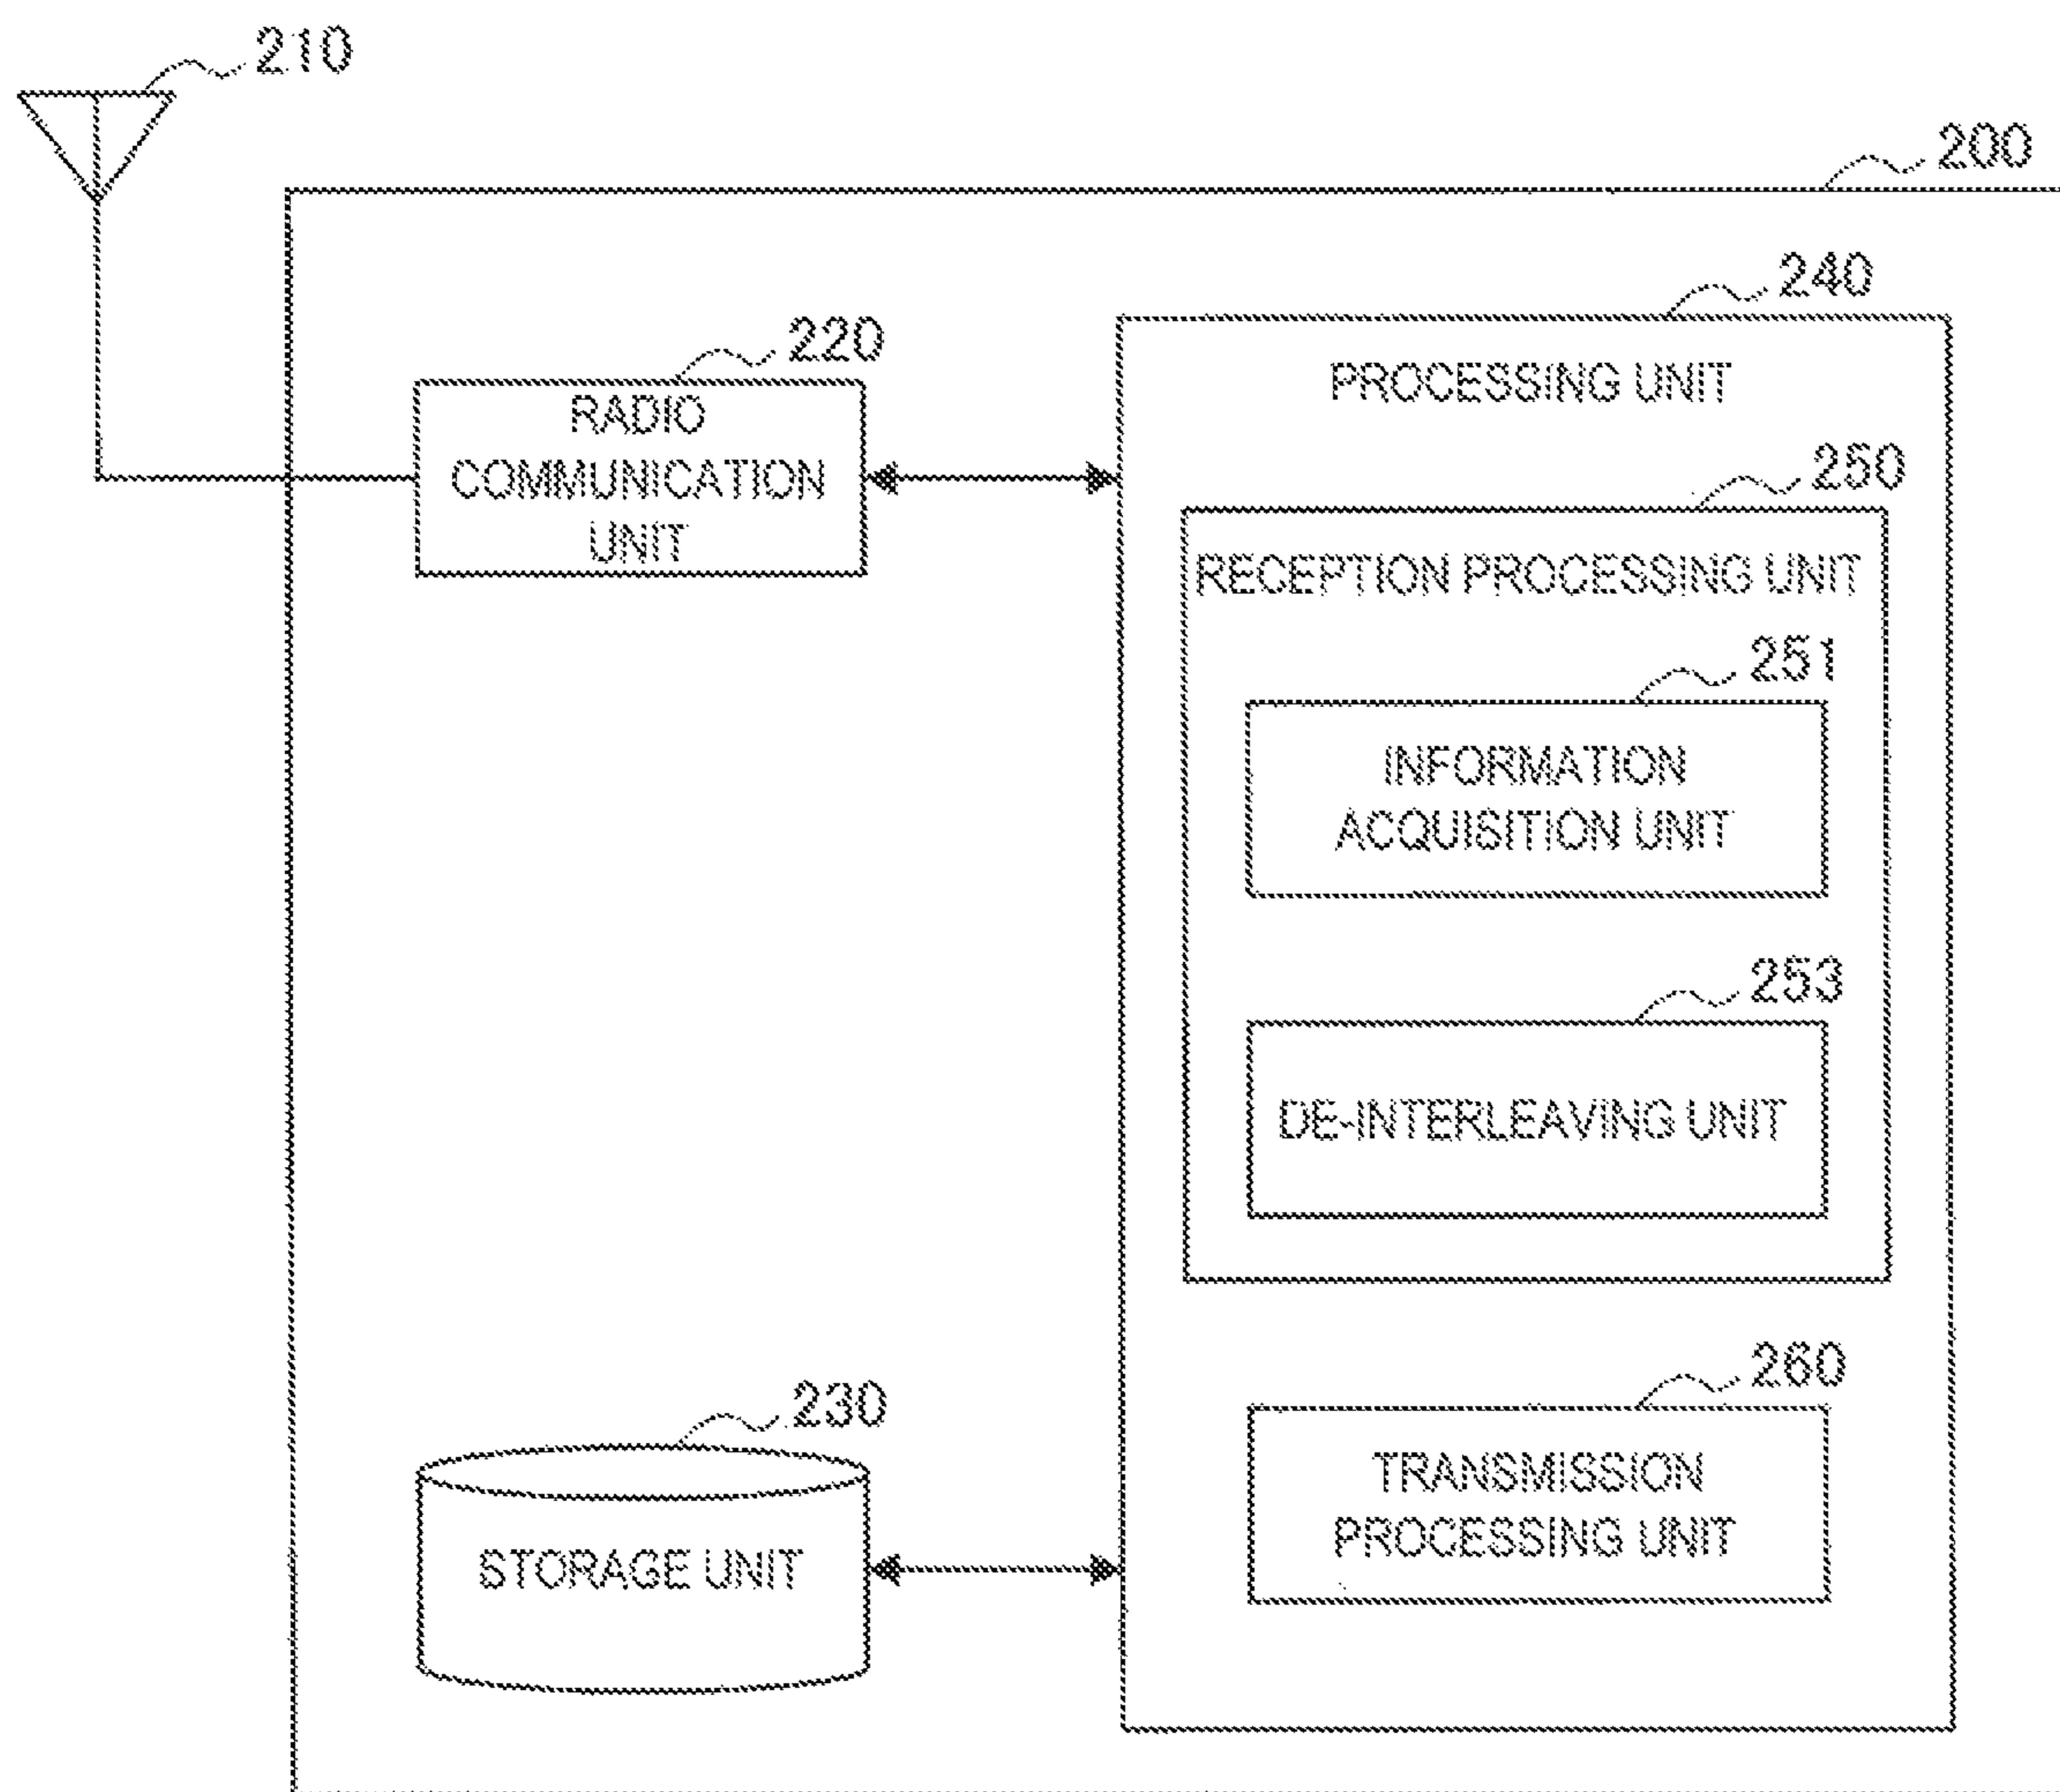 210
200
240
220
PROCESSING UNIT
RADIO
COMMUNICATION
UNIT
250
RECEPTION PROCESSING UNIT
251
INFORMATION
ACQUISITION UNIT
253
DE-INTERLEAVING UNIT
260
230
TRANSMISSION
PROCESSING UNIT
STORAGE UNIT